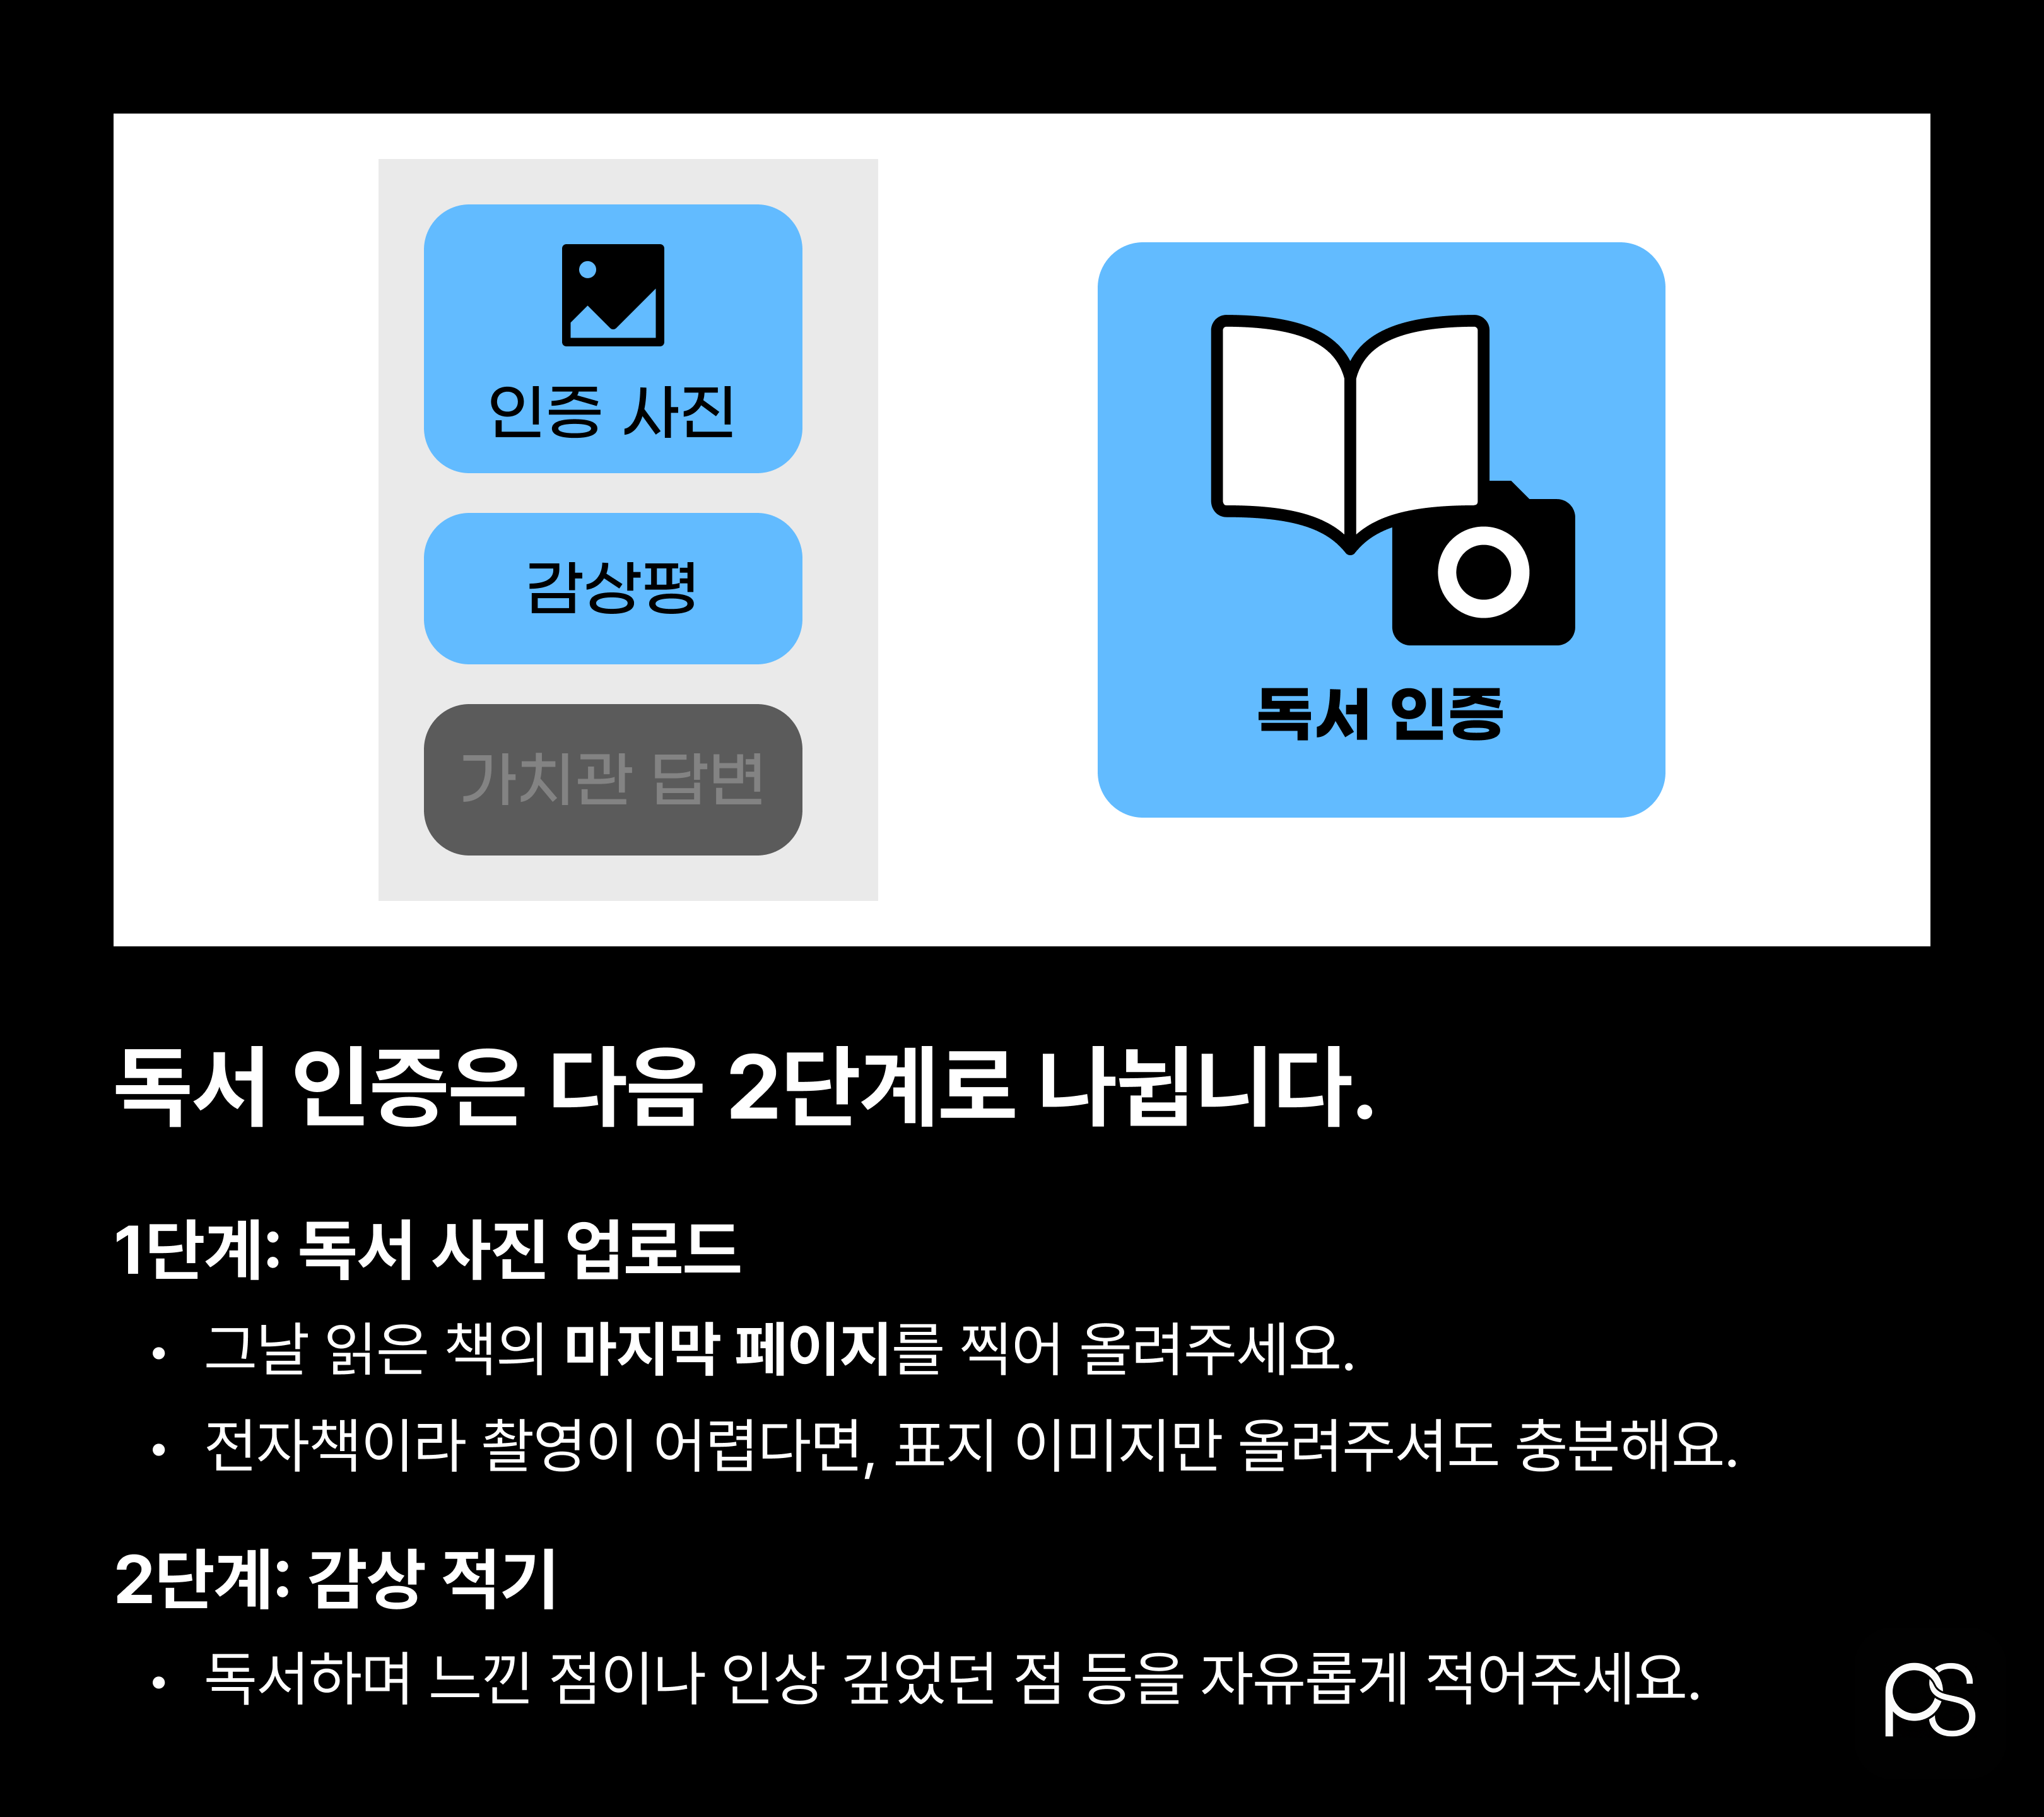 인증 사진
감상평
가치관 답변
독서 인증
독서 인증은 다음 2단계로 나뉩니다.
1단계: 독서 사진 업로드
• 그날 읽은 책의 마지막 페이지를 찍어 올려주세요.
• 전자책이라 촬영이 어렵다면, 표지 이미지만 올려주셔도 충분해요.
2단계: 감상 적기
• 독서하며 느낀 점이나 인상 깊었던 점 등을 자유롭게 적어주세요.
PS